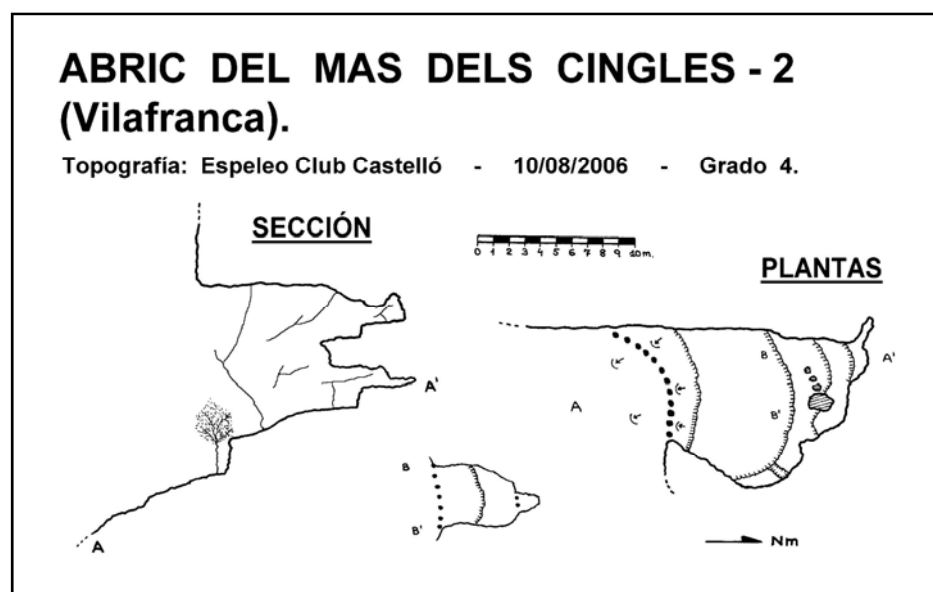 ABRIC DEL MAS DELS CINGLES - 2
(Vilafranca).
Topografía: Espeleo Club Castelló - 10/08/2006 - Grado 4.
SECCIÓN
0 1 2 3 4 5 6 7 8 9 10 m.
PLANTAS
A'
A
B
B'
A
A'
B
B'
Nm